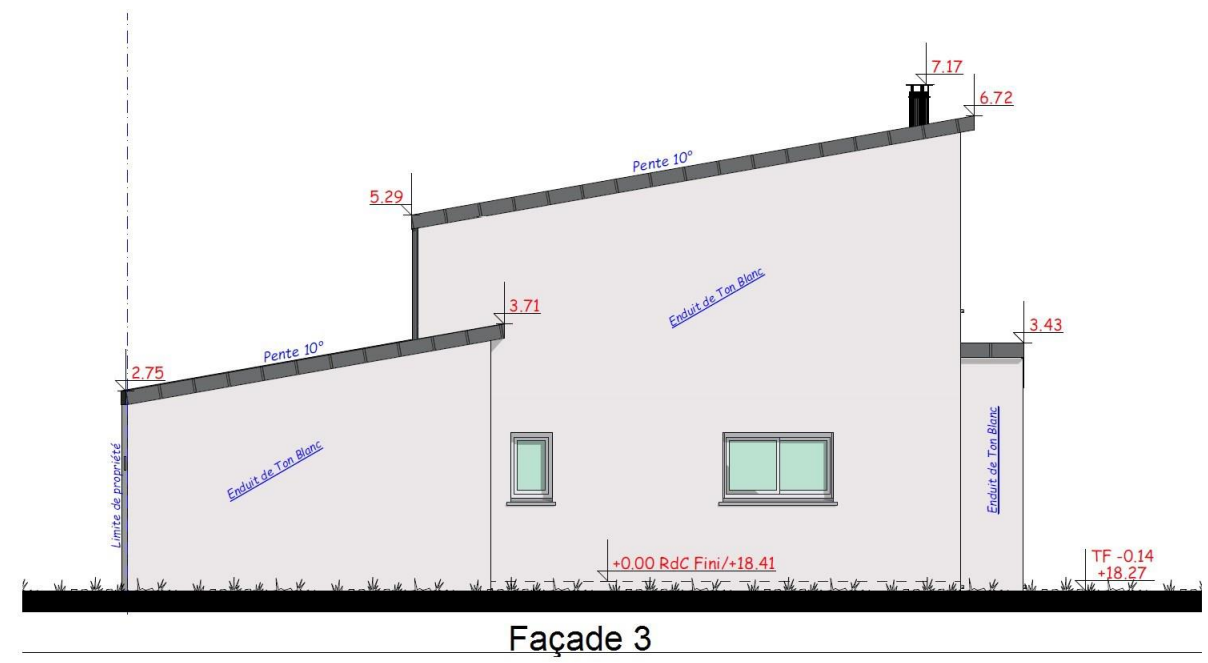 7.17
6.72
Pente 10°
5.29
Enduit de Ton Blanc
3.71
3.43
Pente 10°
2.75
Enduit de Ton Blanc
Enduit de Ton Blanc
Limite de propriété
+0,00 RdC Fini/+18.41
TF -0.14
+18.27
Façade 3